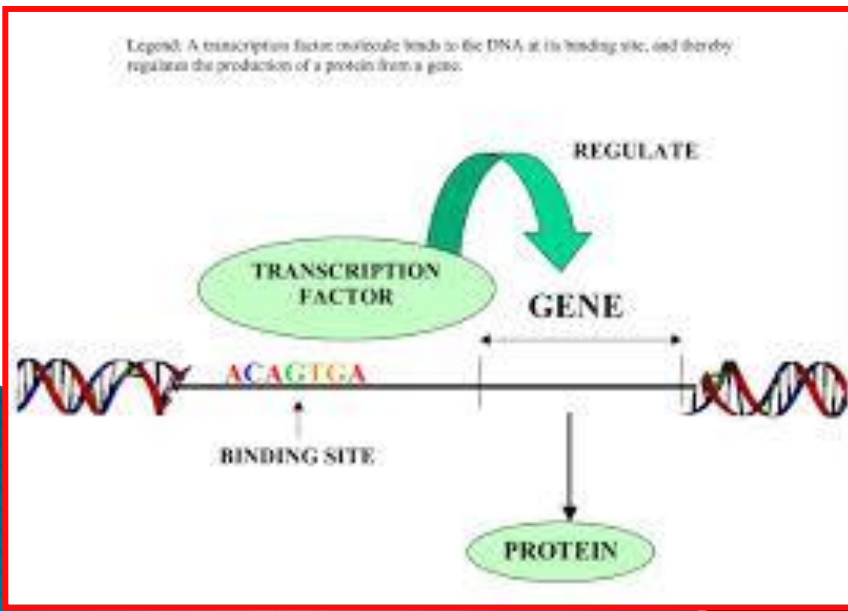 Legend: A transcription factor molecule binds to the DNA at its binding site, and thereby
regulates the production of a protein from a gene.
REGULATE
TRANSCRIPTION
FACTOR
GENE
ACAGTGA
BINDING SITE
PROTEIN